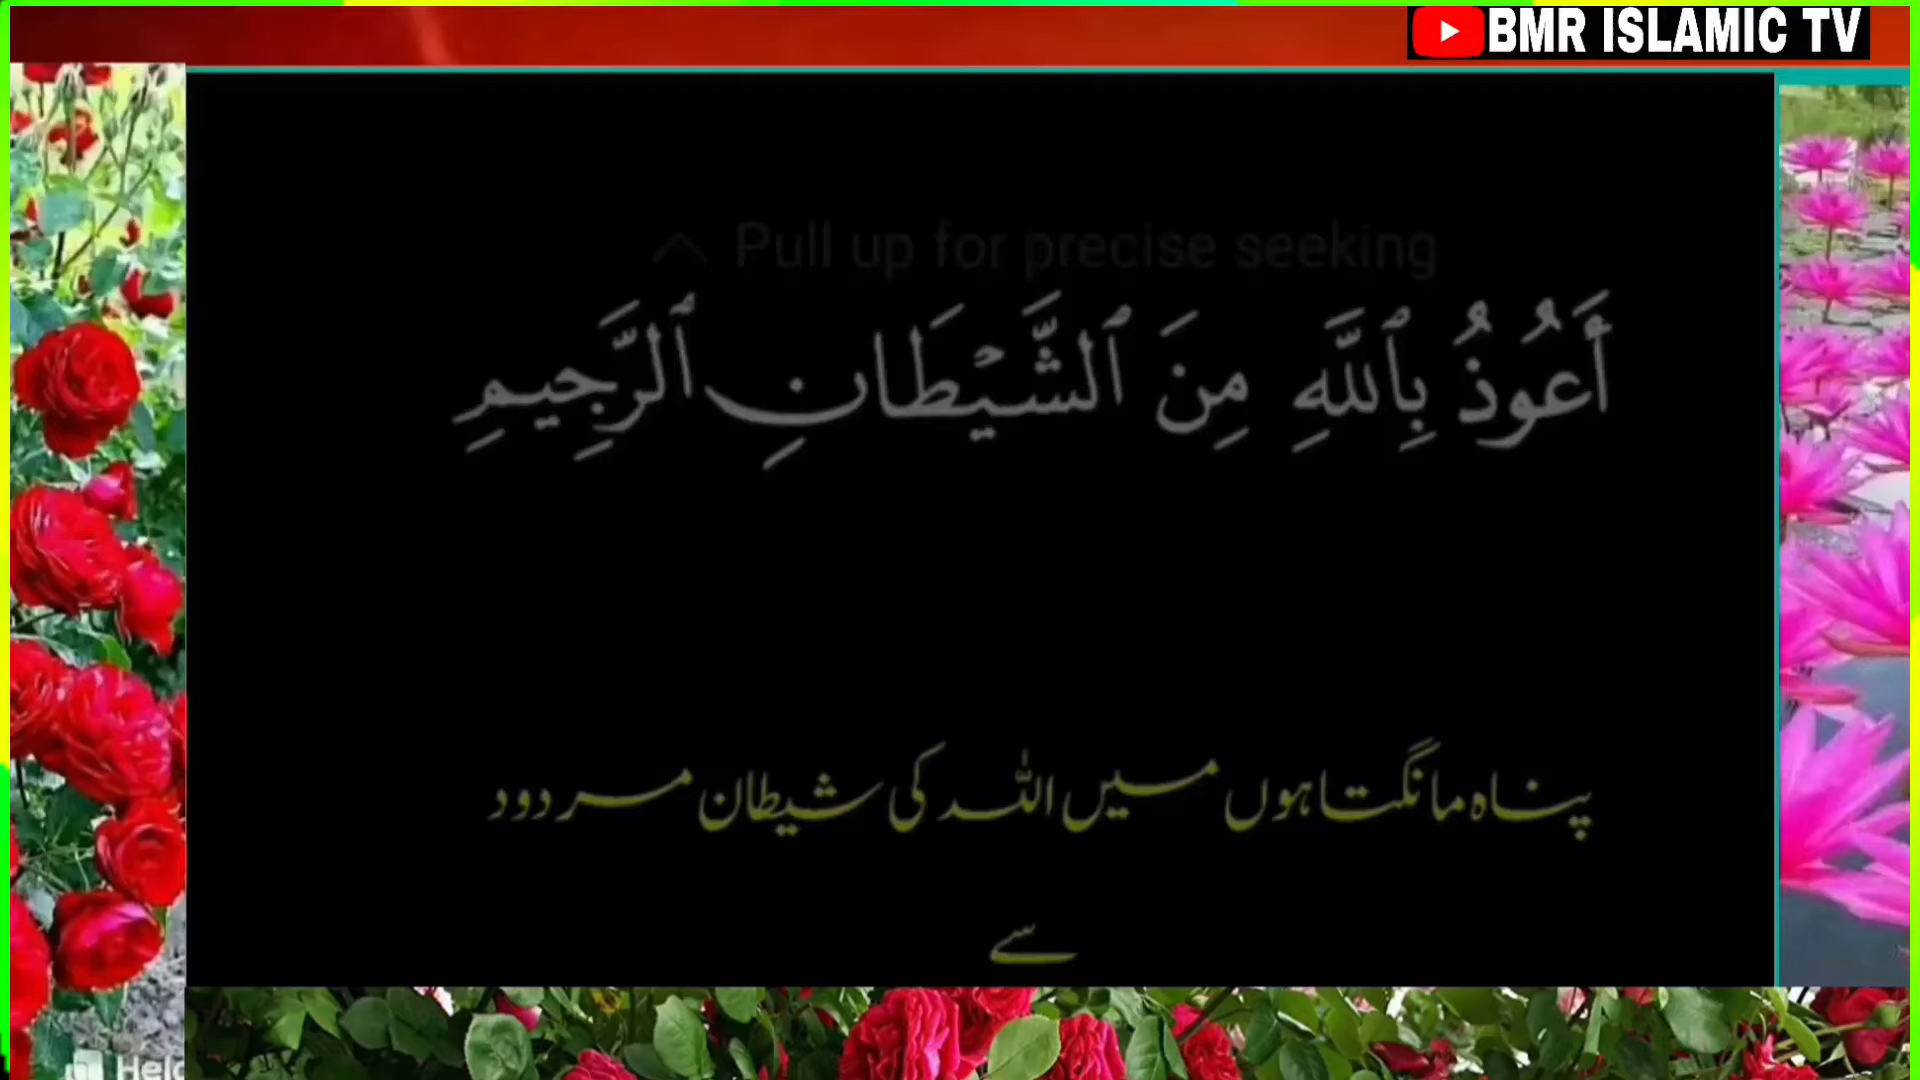 BMR ISLAMIC TV
Pull up for precise seeking
أَعُوذُ بِٱللَّهِ مِنَ ٱلشَّيْطَانِ ٱلرَّجِيمِ
پناہ مانگتا ہوں میں اللہ کی شیطان مردود
سے